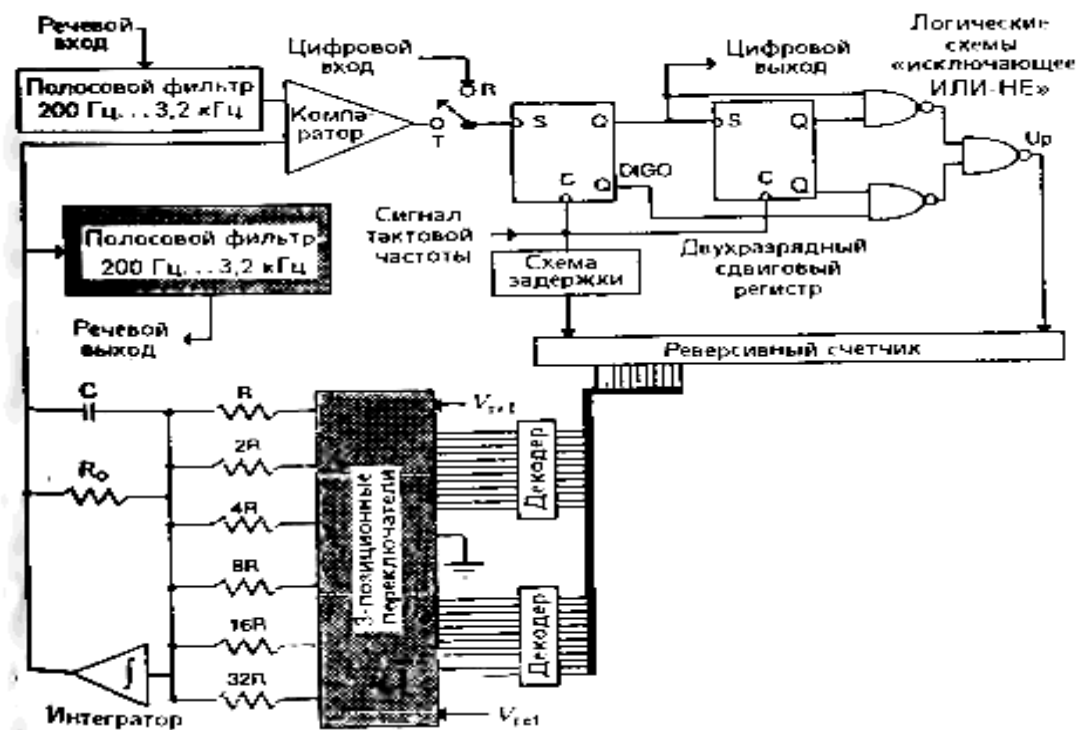 Речевой
вход
Полосовой фильтр
200 Гц...3,2 кГц
Компа-
ратор
Цифровой
вход
R
T
S
Q
C
Q
DIGO
Цифровой
выход
S
Q
C
Q
Логические
схемы
«исключающее
ИЛИ-НЕ»
Up
Полосовой фильтр
200 Гц...3,2 кГц
Речевой
выход
Сигнал
тактовой
частоты
Схема
задержки
Двухразрядный
сдвиговый
регистр
Реверсивный счетчик
C
R₀
R
2R
4R
8R
16R
32R
3-позиционные
переключатели
Vref
Декодер
Декодер
Vref
∫
Интегратор